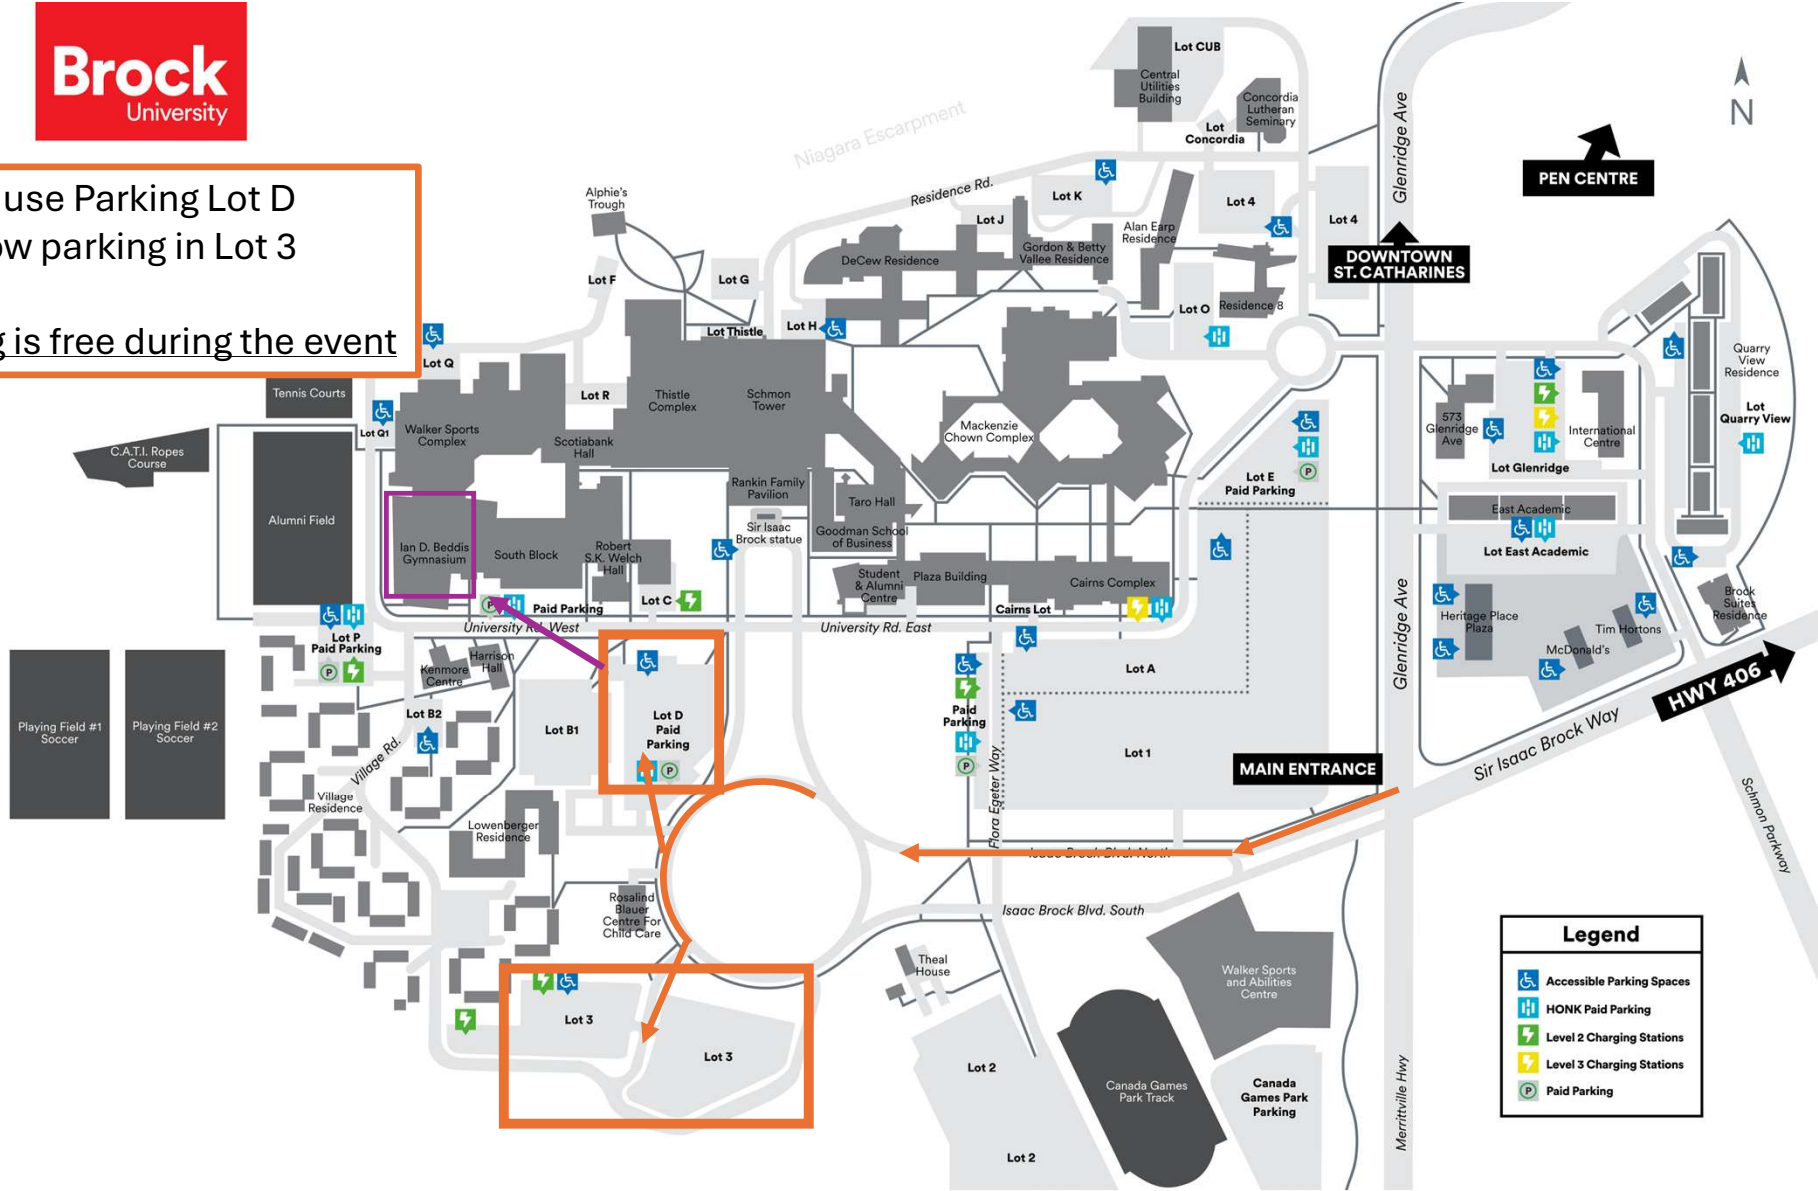 Brock
University
use Parking Lot D
ow parking in Lot 3
g is free during the event
Niagara Escarpment
Lot CUB
Central
Utilities
Building
Concordia
Lutheran
Seminary
Lot
Concordia
Glenridge Ave
N
PEN CENTRE
Alphie's
Trough
Residence Rd.
Lot K
Lot J
Lot 4
Lot 4
Alan Earp
Residence
Gordon & Betty
Vallee Residence
DeCew Residence
DOWNTOWN
ST. CATHARINES
Lot F
Lot G
Lot O
Residence 8
Lot Thistle
Lot H
Lot Q
Quarry
View
Residence
Tennis Courts
Lot R
Thistle
Complex
Schmon
Tower
Lot
Quarry View
Lot Q1
Walker Sports
Complex
Scotiabank
Hall
Mackenzie
Chown Complex
573
Glenridge
Ave
International
Centre
C.A.T.I. Ropes
Course
Lot Glenridge
Lot E
Paid Parking
P
Rankin Family
Pavilion
Taro Hall
Alumni Field
Sir Isaac
Brock statue
Goodman School
of Business
East Academic
Lot East Academic
Ian D. Beddis
Gymnasium
South Block
Robert
S.K. Welch
Hall
Student
& Alumni
Centre
Plaza Building
Cairns Complex
Glenridge Ave
Brock
Suites
Residence
P
Paid Parking
Lot C
Cairns Lot
Heritage Place
Plaza
Tim Hortons
University Rd. West
University Rd. East
Lot P
Paid Parking
P
Kenmore
Centre
Harrison
Hall
McDonald's
Lot A
HWY 406
Lot B2
Lot B1
Lot D
Paid
Parking
P
Paid
Parking
P
Playing Field #1
Soccer
Playing Field #2
Soccer
Village Rd.
Lot 1
MAIN ENTRANCE
Sir Isaac Brock Way
Flora Egeter Way
Schmon Parkway
Village
Residence
Lowenberger
Residence
Isaac Brock Blvd. North
Rosalind
Blauer
Centre For
Child Care
Isaac Brock Blvd. South
Theal
House
Walker Sports
and Abilities
Centre
Lot 3
Lot 3
Lot 2
Canada Games
Park Track
Canada
Games Park
Parking
Merrittville Hwy
Lot 2
Legend
Accessible Parking Spaces
HONK Paid Parking
Level 2 Charging Stations
Level 3 Charging Stations
P Paid Parking